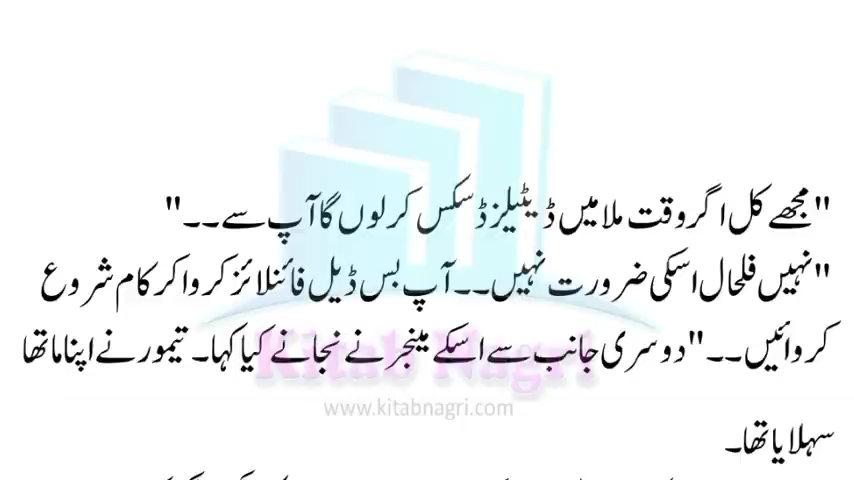 "مجھے کل اگر وقت ملا میں ڈیٹیلز ڈسکس کر لوں گا آپ سے۔۔"
"نہیں فلحال اسکی ضرورت نہیں۔۔ آپ بس ڈیل فائنلائز کروا کر کام شروع
کروائیں۔۔" دوسری جانب سے اسکے مینجر نے نجانے کیا کہا۔ تیمور نے اپنا ماتھا
Kitab Nagri
www.kitabnagri.com
سہلایا تھا۔